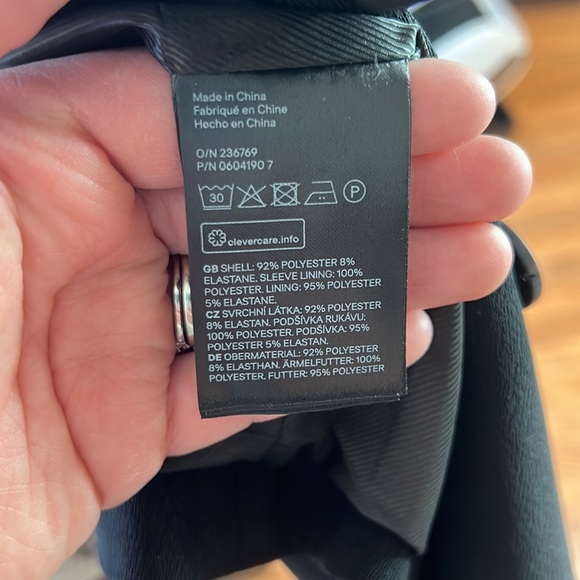 Made in China
Fabriqué en Chine
Hecho en China
O/N 236769
P/N 0604190 7
30 P
clevercare.info
GB SHELL: 92% POLYESTER 8%
ELASTANE. SLEEVE LINING: 100%
POLYESTER. LINING: 95% POLYESTER
5% ELASTANE.
CZ SVRCHNÍ LÁTKA: 92% POLYESTER
8% ELASTAN. PODŠÍVKA RUKÁVU:
100% POLYESTER. PODŠÍVKA: 95%
POLYESTER 5% ELASTAN.
DE OBERMATERIAL: 92% POLYESTER
8% ELASTHAN. ÄRMELFUTTER: 100%
POLYESTER. FUTTER: 95% POLYESTER